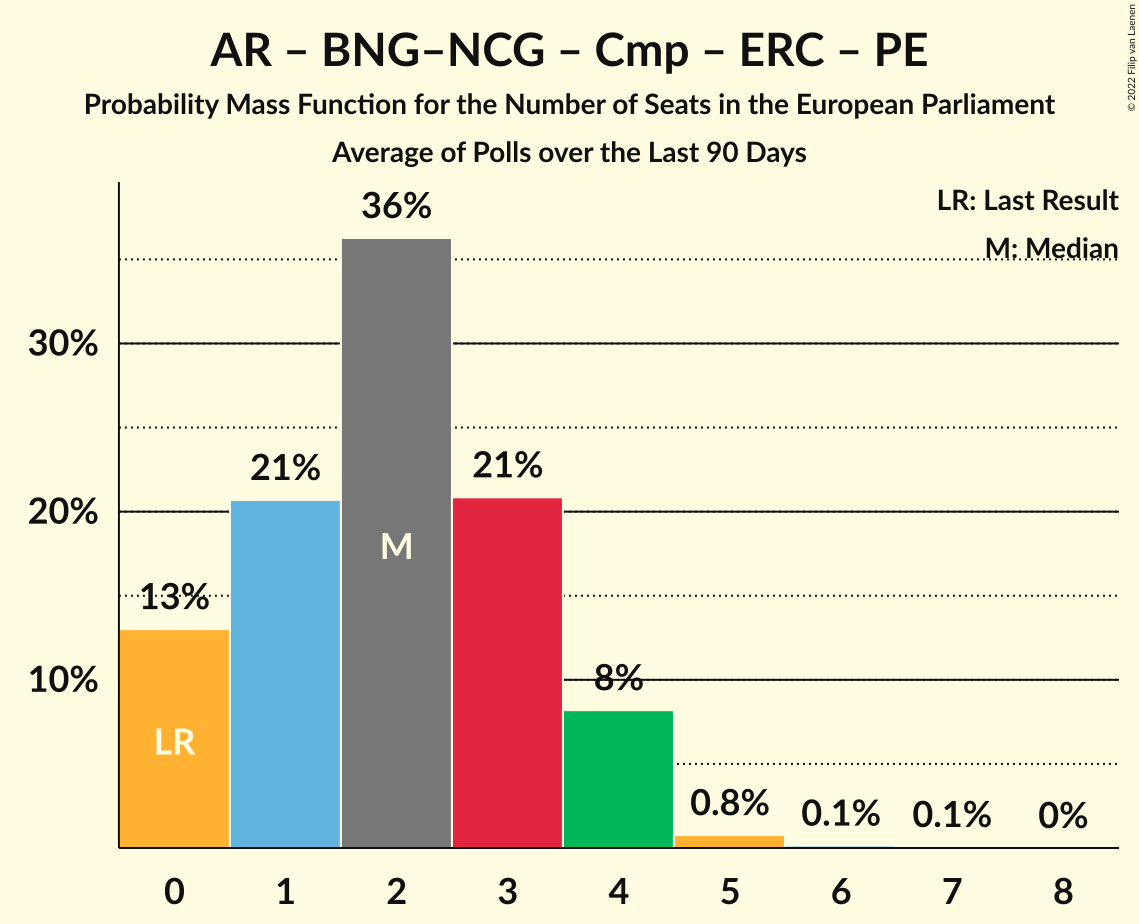 AR – BNG–NCG – Cmp – ERC – PE
Probability Mass Function for the Number of Seats in the European Parliament
Average of Polls over the Last 90 Days
© 2022 Filip van Laenen
LR: Last Result
M: Median
36%
30%
21%
21%
20%
M
13%
10%
8%
LR
0.8%
0.1%
0.1%
0%
0 1 2 3 4 5 6 7 8